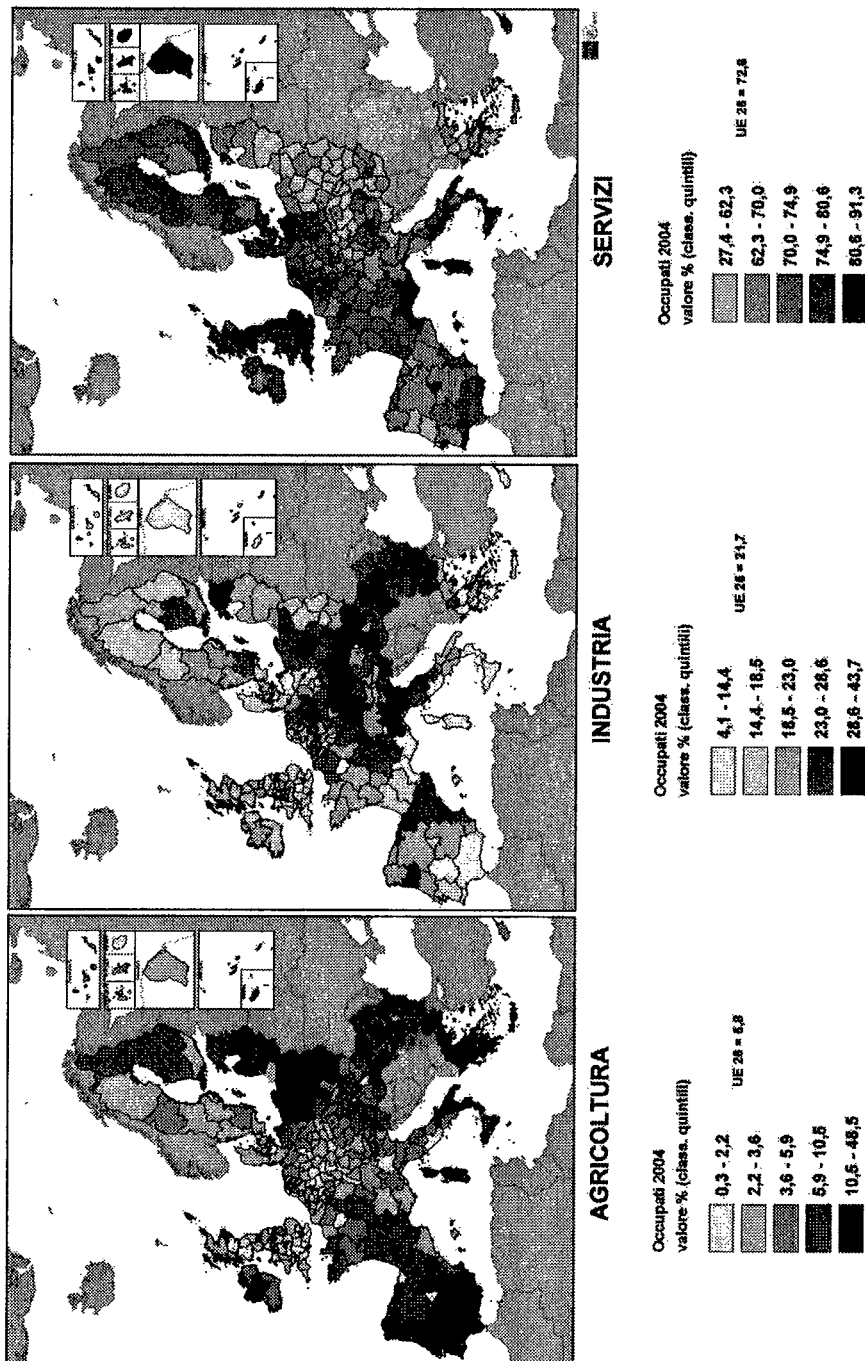 AGRICOLTURA
Occupati 2004
valore % (class. quintili)
0,3 - 2,2
2,2 - 3,6
3,6 - 5,9
5,9 - 10,5
10,5 - 48,5
UE 25 = 5,8
INDUSTRIA
Occupati 2004
valore % (class. quintili)
4,1 - 14,4
14,4 - 18,5
18,5 - 23,0
23,0 - 28,6
28,6 - 43,7
UE 25 = 21,7
SERVIZI
Occupati 2004
valore % (class. quintili)
27,4 - 62,3
62,3 - 70,0
70,0 - 74,9
74,9 - 80,6
80,6 - 91,3
UE 25 = 72,6